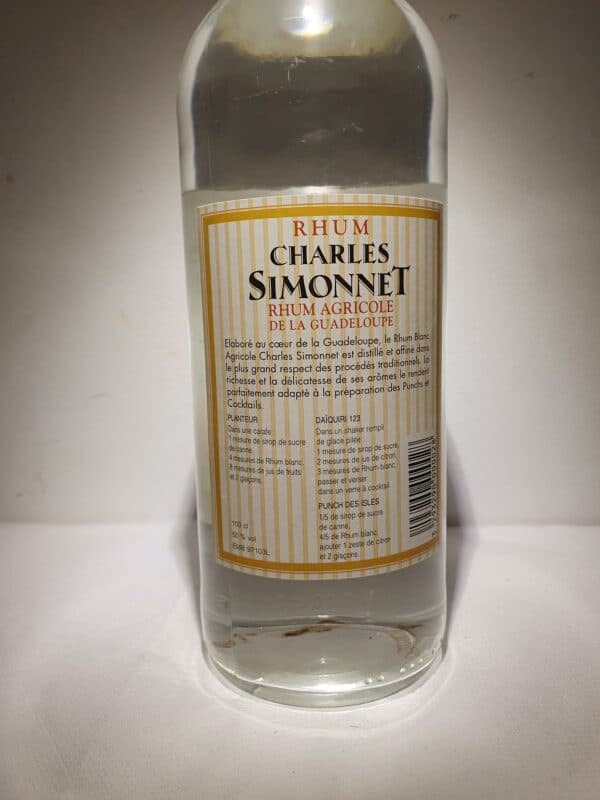 RHUM
CHARLES
SIMONNET
RHUM AGRICOLE
DE LA GUADELOUPE
Elaboré au cœur de la Guadeloupe, le Rhum Blanc
Agricole Charles Simonnet est distillé et affiné dans
le plus grand respect des procédés traditionnels. La
richesse et la délicatesse de ses arômes le rendent
parfaitement adapté à la préparation des Punchs et
Cocktails.
PLANTEUR
Dans une carafe:
1 mesure de sirop de sucre
de canne,
4 mesures de Rhum blanc,
8 mesures de jus de fruits
et 2 glaçons.
100 cl
% vol
EMB 97103L
DAÏQUIRI 123
Dans un shaker rempli
de glace pilée:
1 mesure de sirop de sucre,
2 mesures de jus de citron,
3 mesures de Rhum blanc,
passer et verser
dans un verre à cocktail.
PUNCH DES ISLES
1/5 de sirop de sucre
de canne,
4/5 de Rhum blanc,
ajouter 1 zeste de citron
et 2 glaçons.